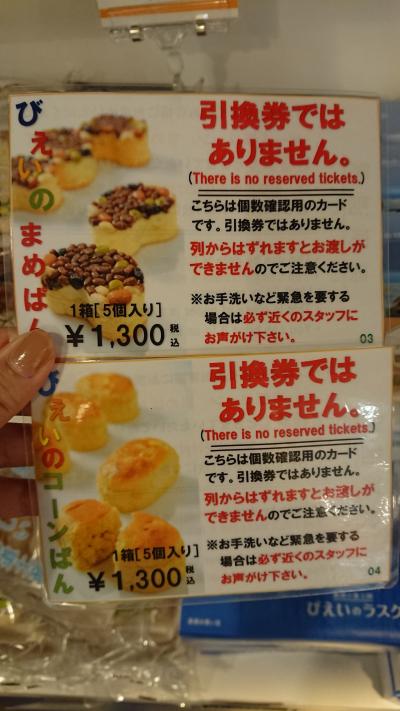 びえいのまめぱん
引換券では
ありません。
(There is no reserved tickets.)
こちらは個数確認用のカード
です。引換券ではありません。
列からはずれますとお渡しが
できませんのでご注意ください。
※お手洗いなど緊急を要する
場合は必ず近くのスタッフに
お声がけ下さい。
1箱[5個入り]
¥1,300税込
03
びえいのコーンぱん
引換券では
ありません。
(There is no reserved tickets.)
こちらは個数確認用のカード
です。引換券ではありません。
列からはずれますとお渡しが
できませんのでご注意ください。
※お手洗いなど緊急を要する
場合は必ず近くのスタッフに
お声がけ下さい。
1箱[5個入り]
¥1,300税込
04
びえいのラスク